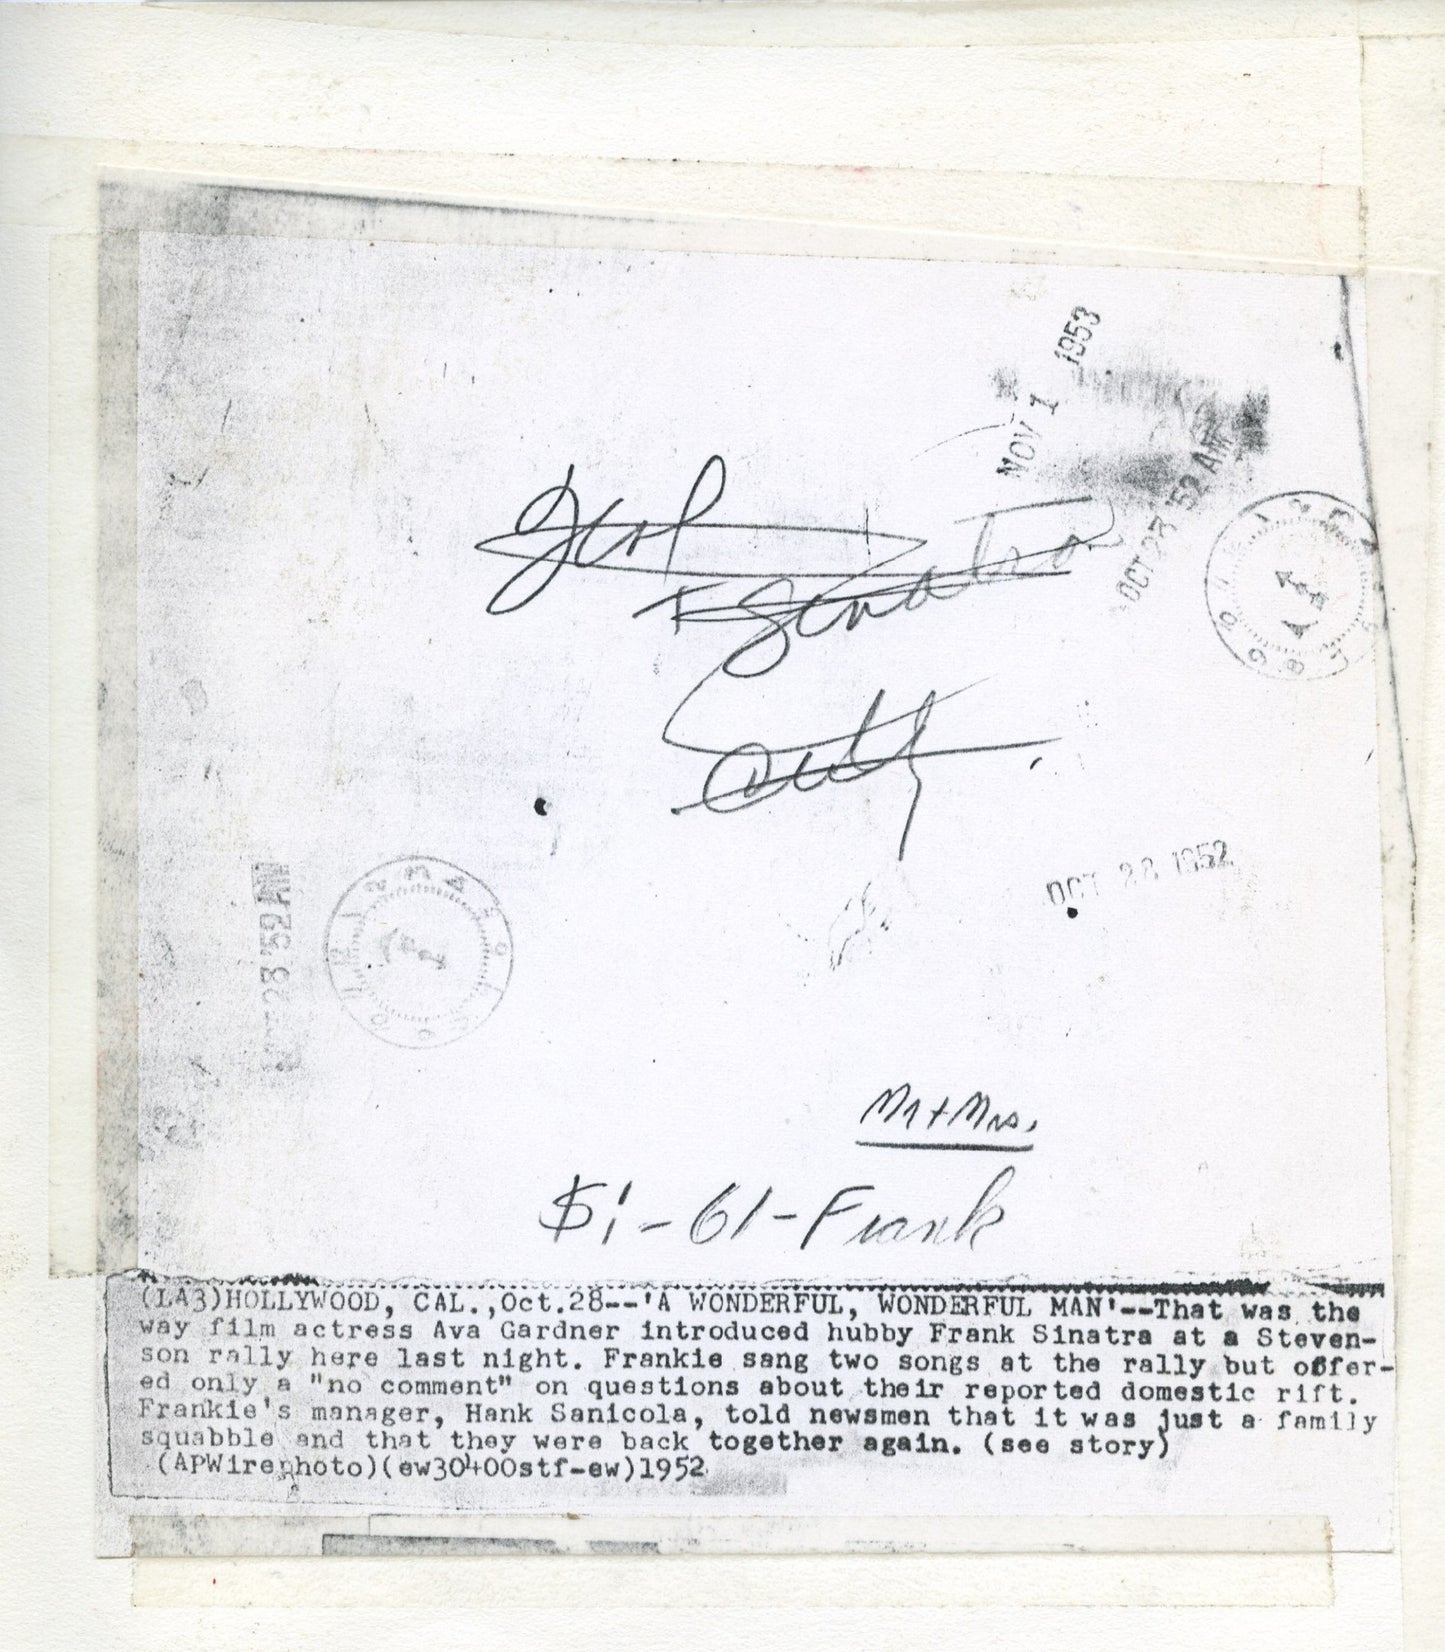 NOV 1 1953
OCT 28 '52 AM
Sinatra
OCT 28 1952
28 '52 AM
Mr + Mrs.
$1-61-Frank
(LA3)HOLLYWOOD, CAL.,Oct.28--'A WONDERFUL, WONDERFUL MAN'--That was the
way film actress Ava Gardner introduced hubby Frank Sinatra at a Steven-
son rally here last night. Frankie sang two songs at the rally but offer-
ed only a "no comment" on questions about their reported domestic rift.
Frankie's manager, Hank Sanicola, told newsmen that it was just a family
squabble and that they were back together again. (see story)
(APWirephoto)(ew30400stf-ew)1952